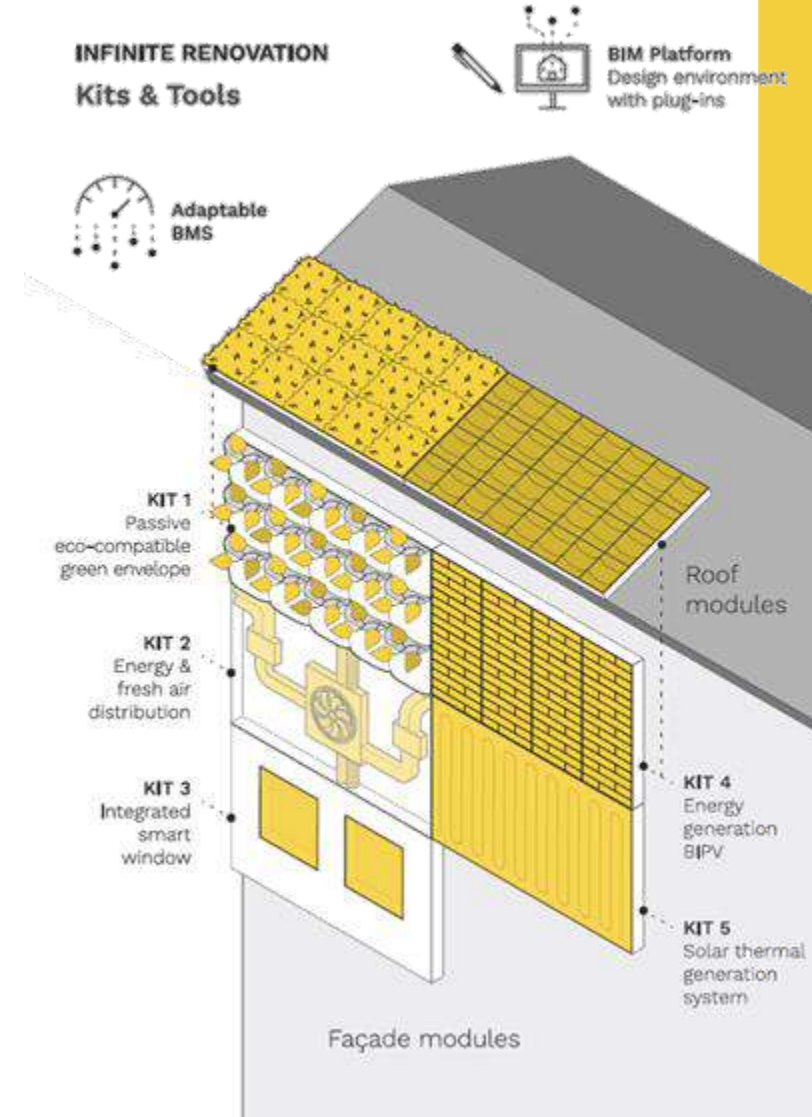 INFINITE RENOVATION
Kits & Tools
BIM Platform
Design environment
with plug-ins
Adaptable
BMS
KIT 1
Passive
eco-compatible
green envelope
KIT 2
Energy &
fresh air
distribution
KIT 3
Integrated
smart
window
Roof
modules
KIT 4
Energy
generation
BIPV
KIT 5
Solar thermal
generation
system
Façade modules